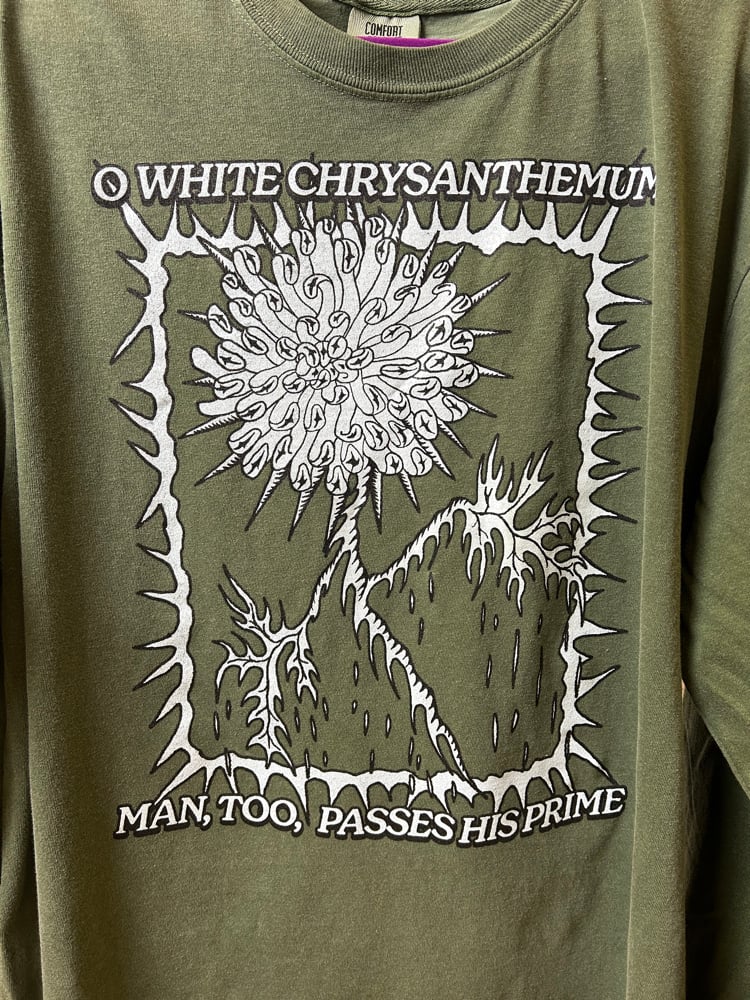 COMFORT
O WHITE CHRYSANTHEMUM
MAN, TOO, PASSES HIS PRIME